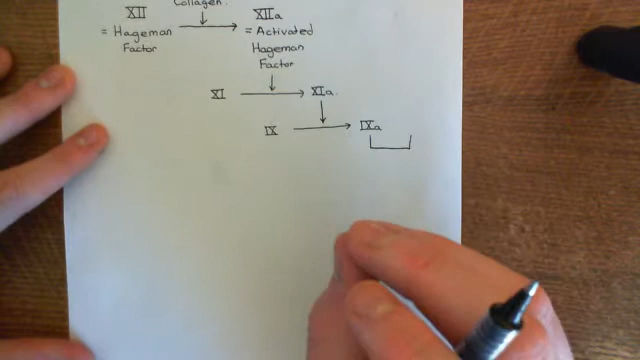 Collagen.
XII XIIa
= Hageman = Activated
Factor Hageman
Factor
XI XIa.
IX IXa